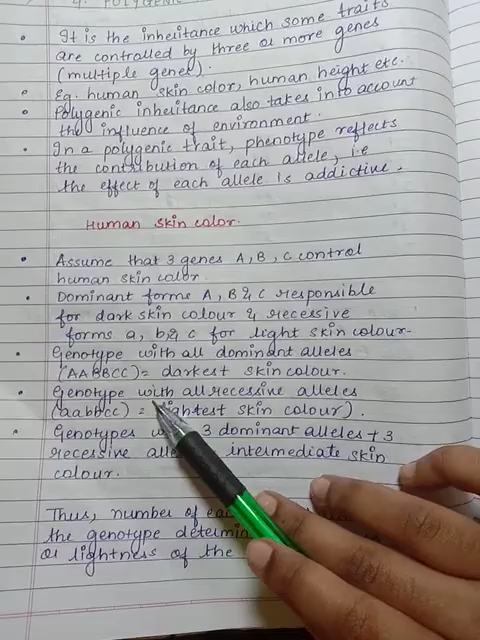 4. POLYGENIC
It is the inheritance which some traits
are controlled by three or more genes
(multiple genes).
Eg. human skin color, human height etc.
Polygenic inheritance also takes into account
the influence of environment.
In a polygenic trait, phenotype reflects
the contribution of each allele, i.e
the effect of each allele is addictive.
Human skin color.
Assume that 3 genes A, B, C control
human skin color.
Dominant forms A, B & C responsible
for dark skin colour & recessive
forms a, b & c for light skin colour.
Genotype with all dominant alleles
(AABBCC) = darkest skin colour.
Genotype with all recessive alleles
(aabbcc) = lightest skin colour).
Genotypes 3 dominant alleles + 3
recessive intermediate skin
colour.
Thus, number of
the genotype
or lightness of the